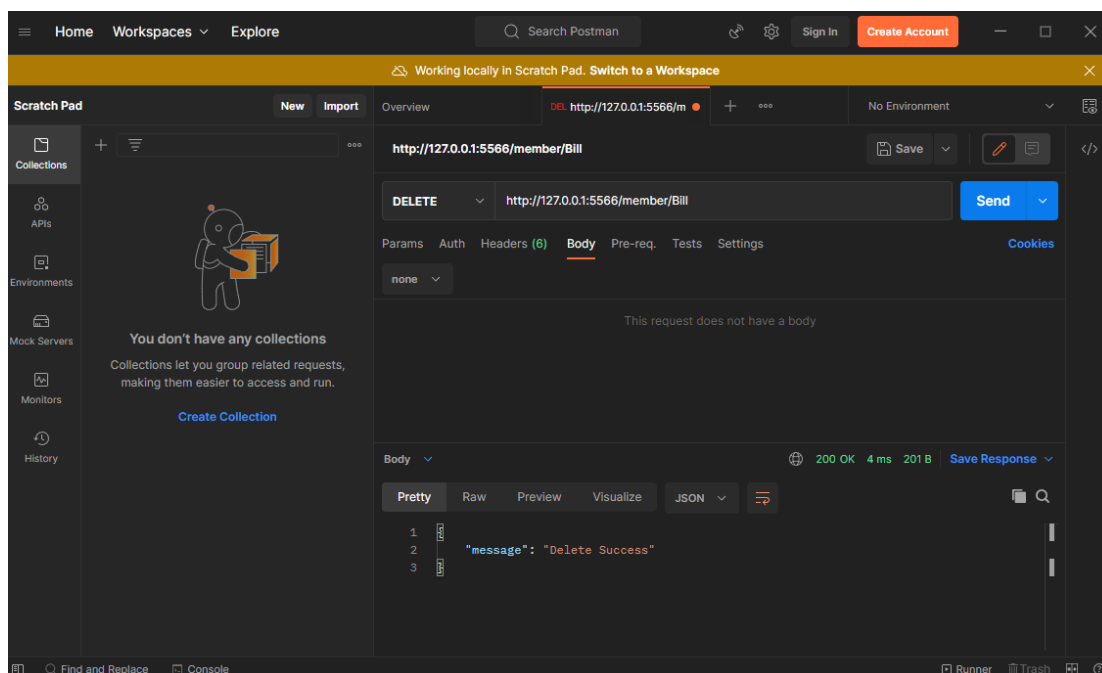 Home Workspaces Explore Search Postman Sign In Create Account
Working locally in Scratch Pad. Switch to a Workspace
Scratch Pad New Import Overview DEL http://127.0.0.1:5566/m No Environment
Collections
http://127.0.0.1:5566/member/Bill Save
APIs
DELETE http://127.0.0.1:5566/member/Bill Send
Params Auth Headers (6) Body Pre-req. Tests Settings Cookies
Environments
none
This request does not have a body
Mock Servers
You don't have any collections
Collections let you group related requests,
making them easier to access and run.
Monitors
Create Collection
History
Body 200 OK 4 ms 201 B Save Response
Pretty Raw Preview Visualize JSON
1 {
2 "message": "Delete Success"
3 }
Find and Replace Console Runner Trash